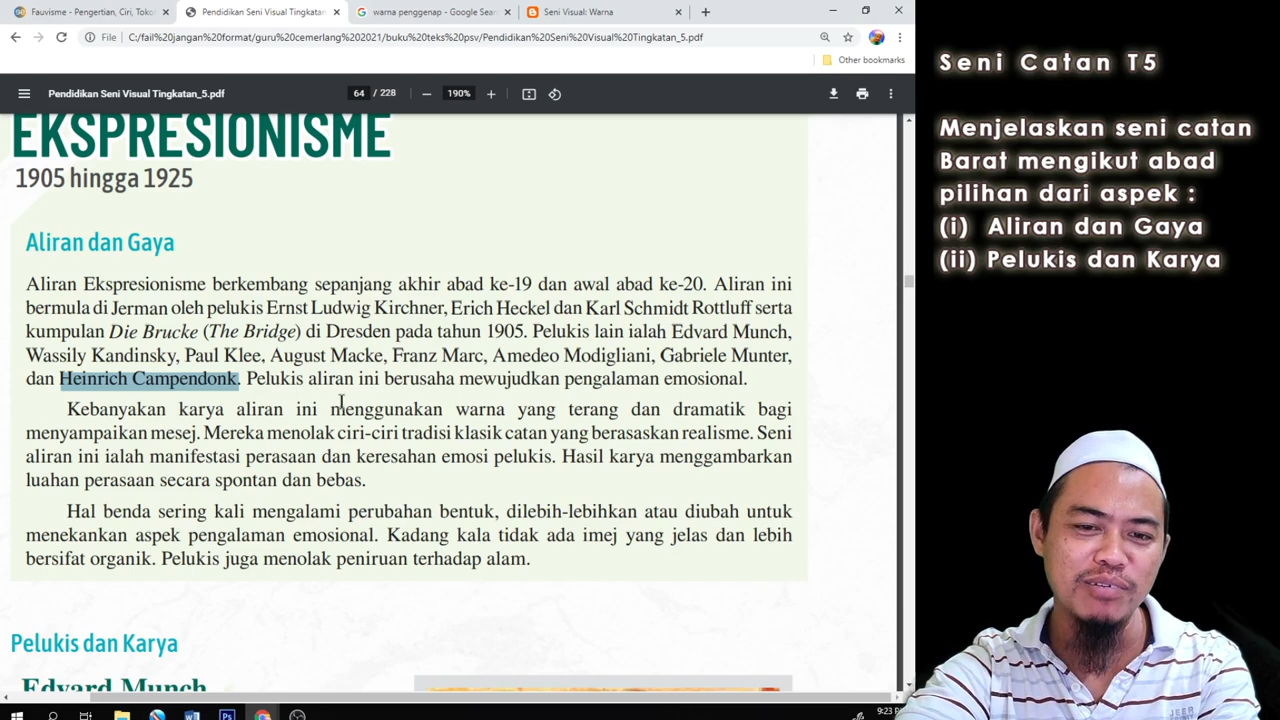 Fauvisme - Pengertian, Ciri, Tokoh
Pendidikan Seni Visual Tingkatan
warna penggenap - Google Sear
Seni Visual: Warna
File C:/fail%20jangan%20format/guru%20cemerlang%202021/buku%20teks%20psv/Pendidikan%20Seni%20Visual%20Tingkatan_5.pdf
Other bookmarks
Pendidikan Seni Visual Tingkatan_5.pdf
64 / 228
190%
EKSPRESIONISME
1905 hingga 1925
Aliran dan Gaya
Aliran Ekspresionisme berkembang sepanjang akhir abad ke-19 dan awal abad ke-20. Aliran ini
bermula di Jerman oleh pelukis Ernst Ludwig Kirchner, Erich Heckel dan Karl Schmidt Rottluff serta
kumpulan Die Brucke (The Bridge) di Dresden pada tahun 1905. Pelukis lain ialah Edvard Munch,
Wassily Kandinsky, Paul Klee, August Macke, Franz Marc, Amedeo Modigliani, Gabriele Munter,
dan Heinrich Campendonk. Pelukis aliran ini berusaha mewujudkan pengalaman emosional.
Kebanyakan karya aliran ini menggunakan warna yang terang dan dramatik bagi
menyampaikan mesej. Mereka menolak ciri-ciri tradisi klasik catan yang berasaskan realisme. Seni
aliran ini ialah manifestasi perasaan dan keresahan emosi pelukis. Hasil karya menggambarkan
luahan perasaan secara spontan dan bebas.
Hal benda sering kali mengalami perubahan bentuk, dilebih-lebihkan atau diubah untuk
menekankan aspek pengalaman emosional. Kadang kala tidak ada imej yang jelas dan lebih
bersifat organik. Pelukis juga menolak peniruan terhadap alam.
Pelukis dan Karya
Edvard Munch
9:23 P
Seni Catan T5
Menjelaskan seni catan
Barat mengikut abad
pilihan dari aspek :
(i) Aliran dan Gaya
(ii) Pelukis dan Karya
JEEP